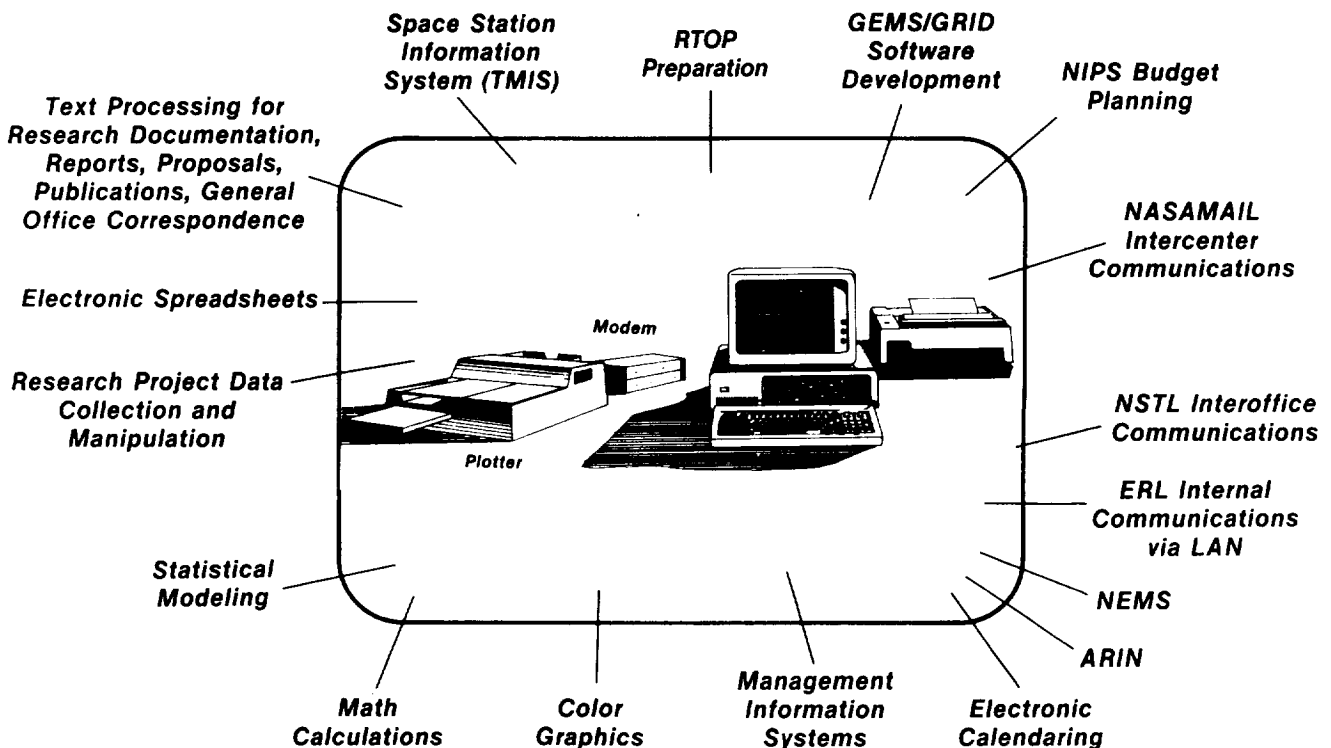 Space Station
Information
System (TMIS)
RTOP
Preparation
GEMS/GRID
Software
Development
NIPS Budget
Planning
Text Processing for
Research Documentation,
Reports, Proposals,
Publications, General
Office Correspondence
NASAMAIL
Intercenter
Communications
Electronic Spreadsheets
Modem
Research Project Data
Collection and
Manipulation
Plotter
NSTL Interoffice
Communications
ERL Internal
Communications
via LAN
Statistical
Modeling
NEMS
ARIN
Math
Calculations
Color
Graphics
Management
Information
Systems
Electronic
Calendaring